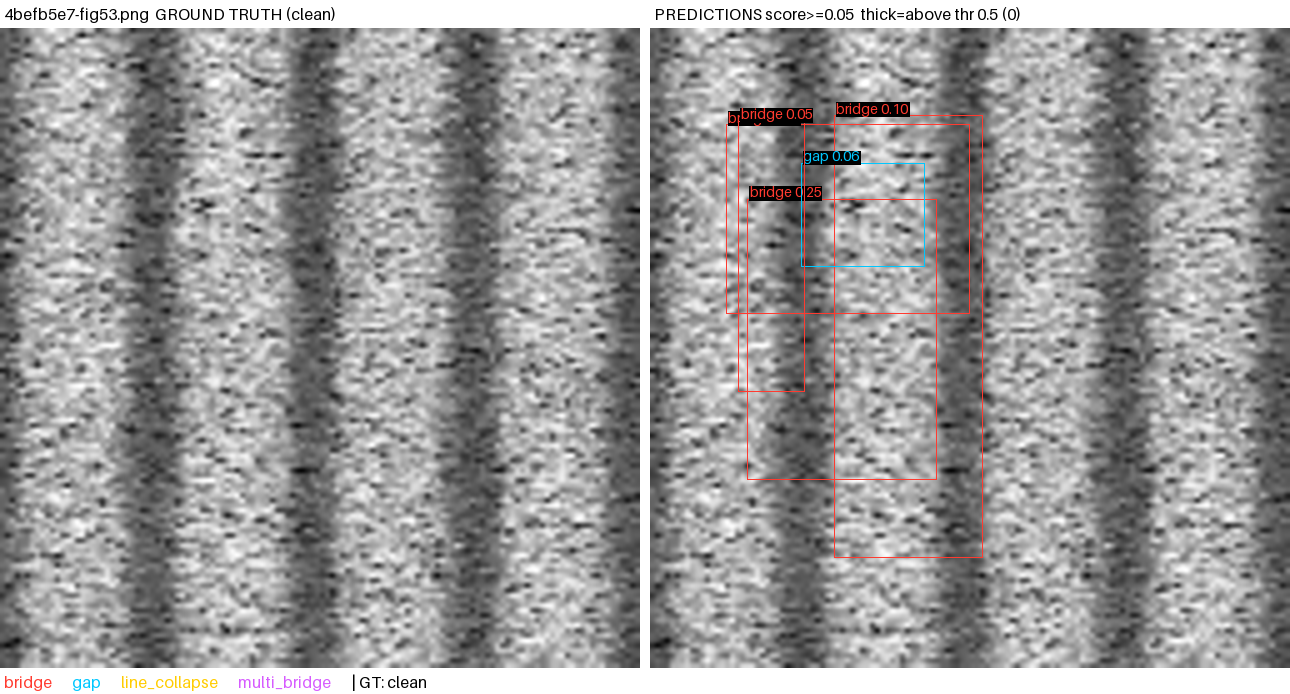 4befb5e7-fig53.png GROUND TRUTH (clean)
PREDICTIONS score>=0.05 thick=above thr 0.5 (0)
bridge 0.05
bridge 0.10
gap 0.06
bridge 0.25
bridge gap line_collapse multi_bridge | GT: clean